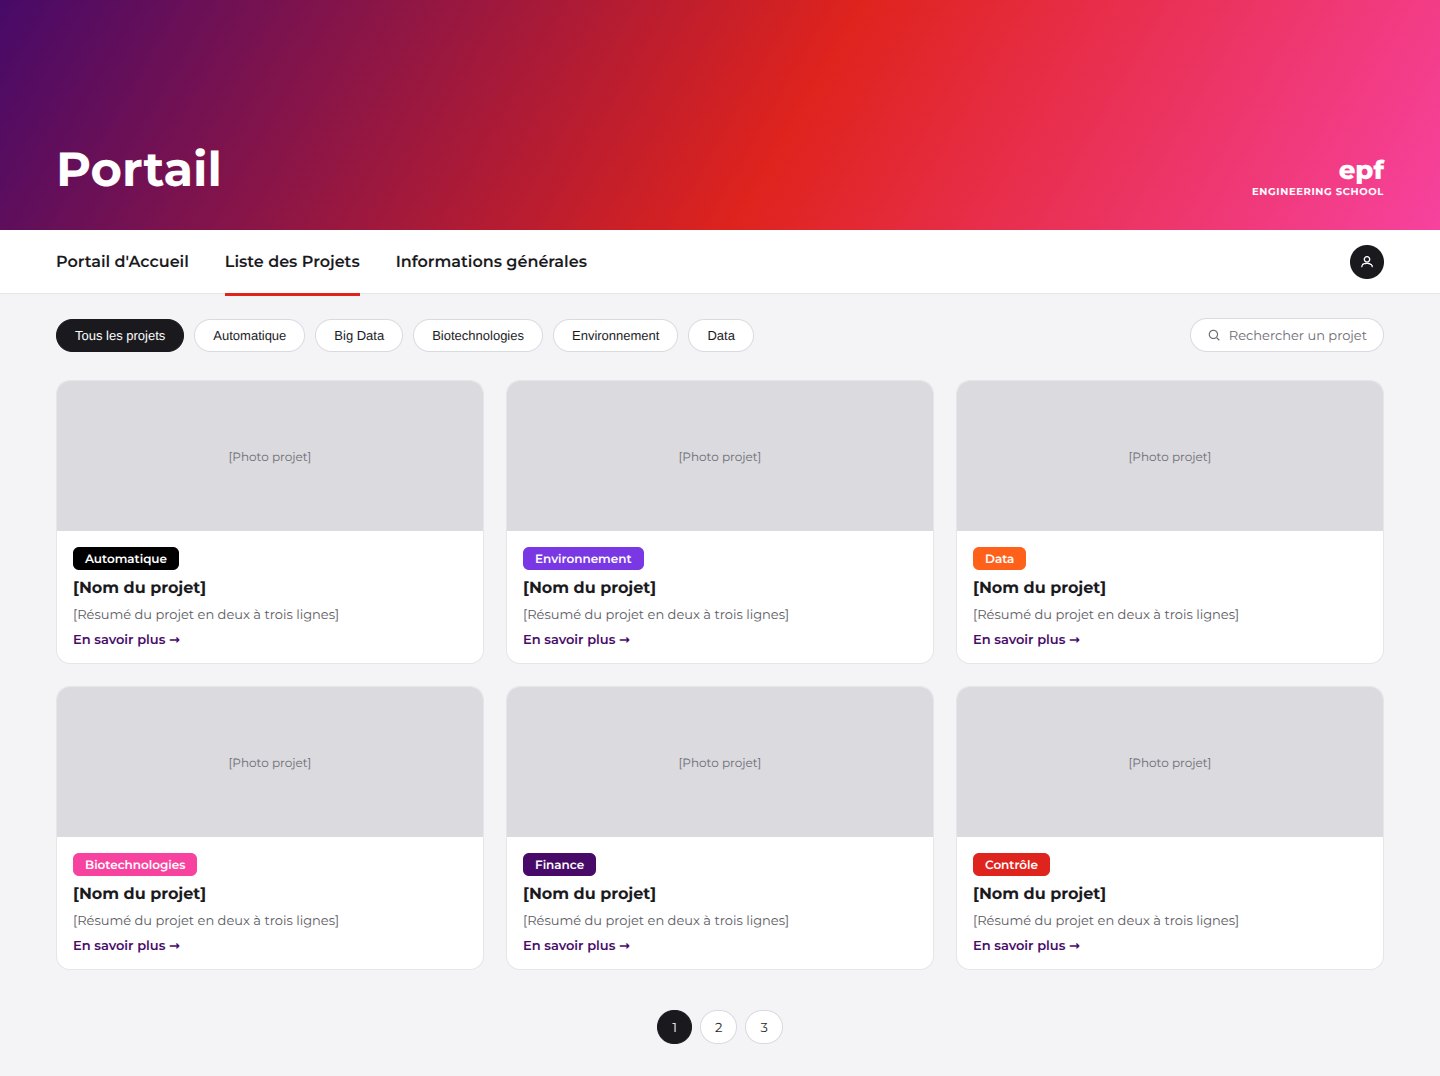 Portail
epf
ENGINEERING SCHOOL
Portail d'Accueil Liste des Projets Informations générales
Tous les projets Automatique Big Data Biotechnologies Environnement Data Rechercher un projet
[Photo projet] [Photo projet] [Photo projet]
Automatique Environnement Data
[Nom du projet] [Nom du projet] [Nom du projet]
[Résumé du projet en deux à trois lignes] [Résumé du projet en deux à trois lignes] [Résumé du projet en deux à trois lignes]
En savoir plus → En savoir plus → En savoir plus →
[Photo projet] [Photo projet] [Photo projet]
Biotechnologies Finance Contrôle
[Nom du projet] [Nom du projet] [Nom du projet]
[Résumé du projet en deux à trois lignes] [Résumé du projet en deux à trois lignes] [Résumé du projet en deux à trois lignes]
En savoir plus → En savoir plus → En savoir plus →
1 2 3